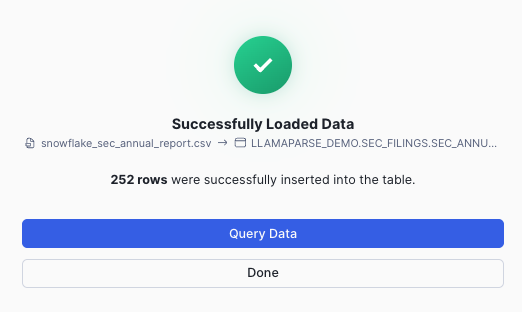 Successfully Loaded Data
snowflake_sec_annual_report.csv → LLAMAPARSE_DEMO.SEC_FILINGS.SEC_ANNU...
252 rows were successfully inserted into the table.
Query Data
Done